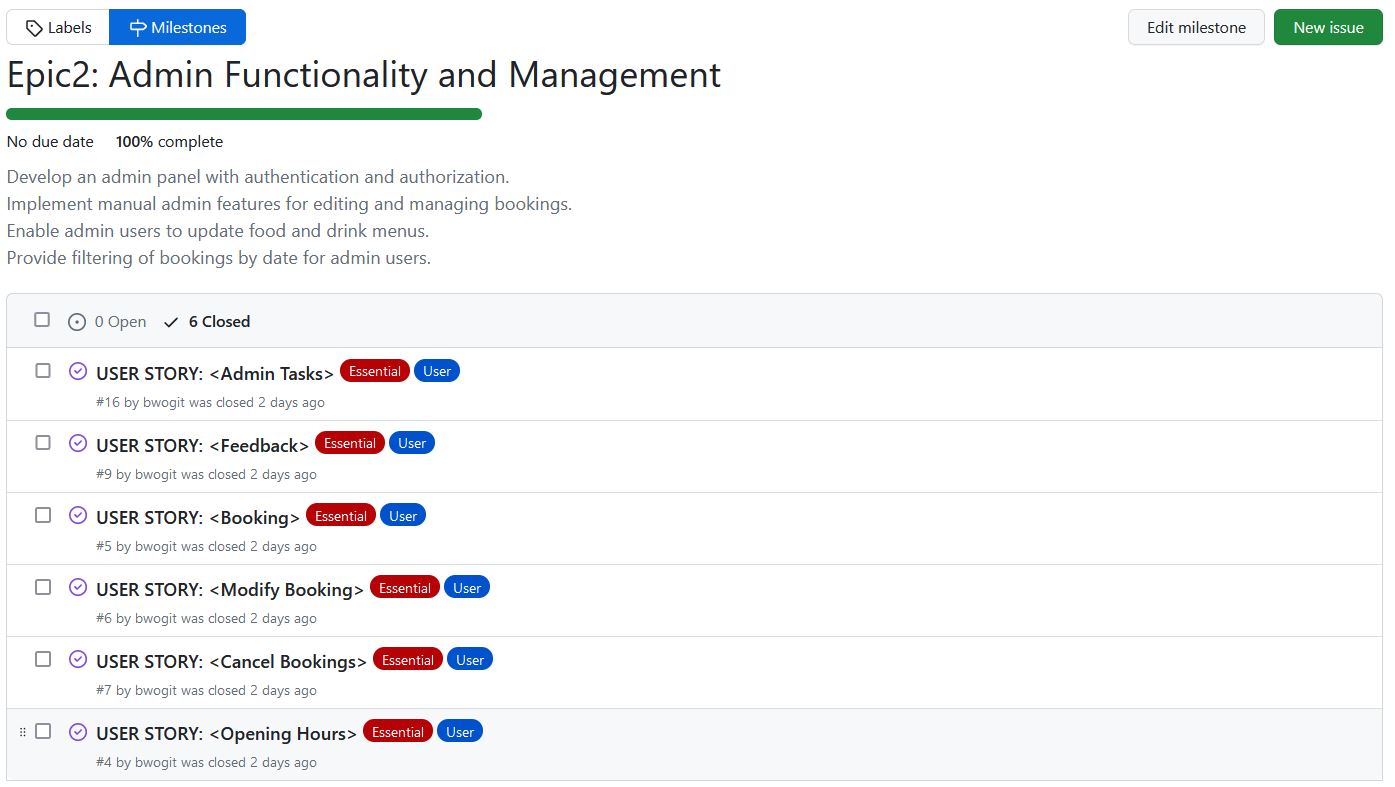 Labels Milestones Edit milestone New issue
Epic2: Admin Functionality and Management
No due date 100% complete
Develop an admin panel with authentication and authorization.
Implement manual admin features for editing and managing bookings.
Enable admin users to update food and drink menus.
Provide filtering of bookings by date for admin users.
0 Open 6 Closed
USER STORY: <Admin Tasks> Essential User
#16 by bwogit was closed 2 days ago
USER STORY: <Feedback> Essential User
#9 by bwogit was closed 2 days ago
USER STORY: <Booking> Essential User
#5 by bwogit was closed 2 days ago
USER STORY: <Modify Booking> Essential User
#6 by bwogit was closed 2 days ago
USER STORY: <Cancel Bookings> Essential User
#7 by bwogit was closed 2 days ago
USER STORY: <Opening Hours> Essential User
#4 by bwogit was closed 2 days ago